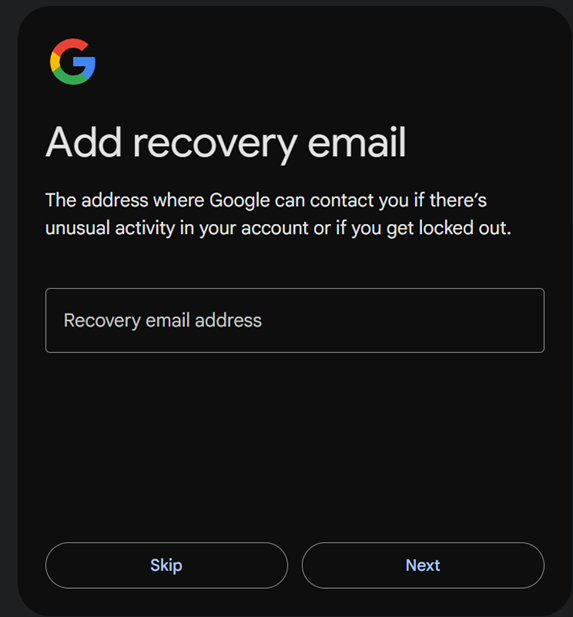 Add recovery email
The address where Google can contact you if there’s
unusual activity in your account or if you get locked out.
Recovery email address
Skip
Next